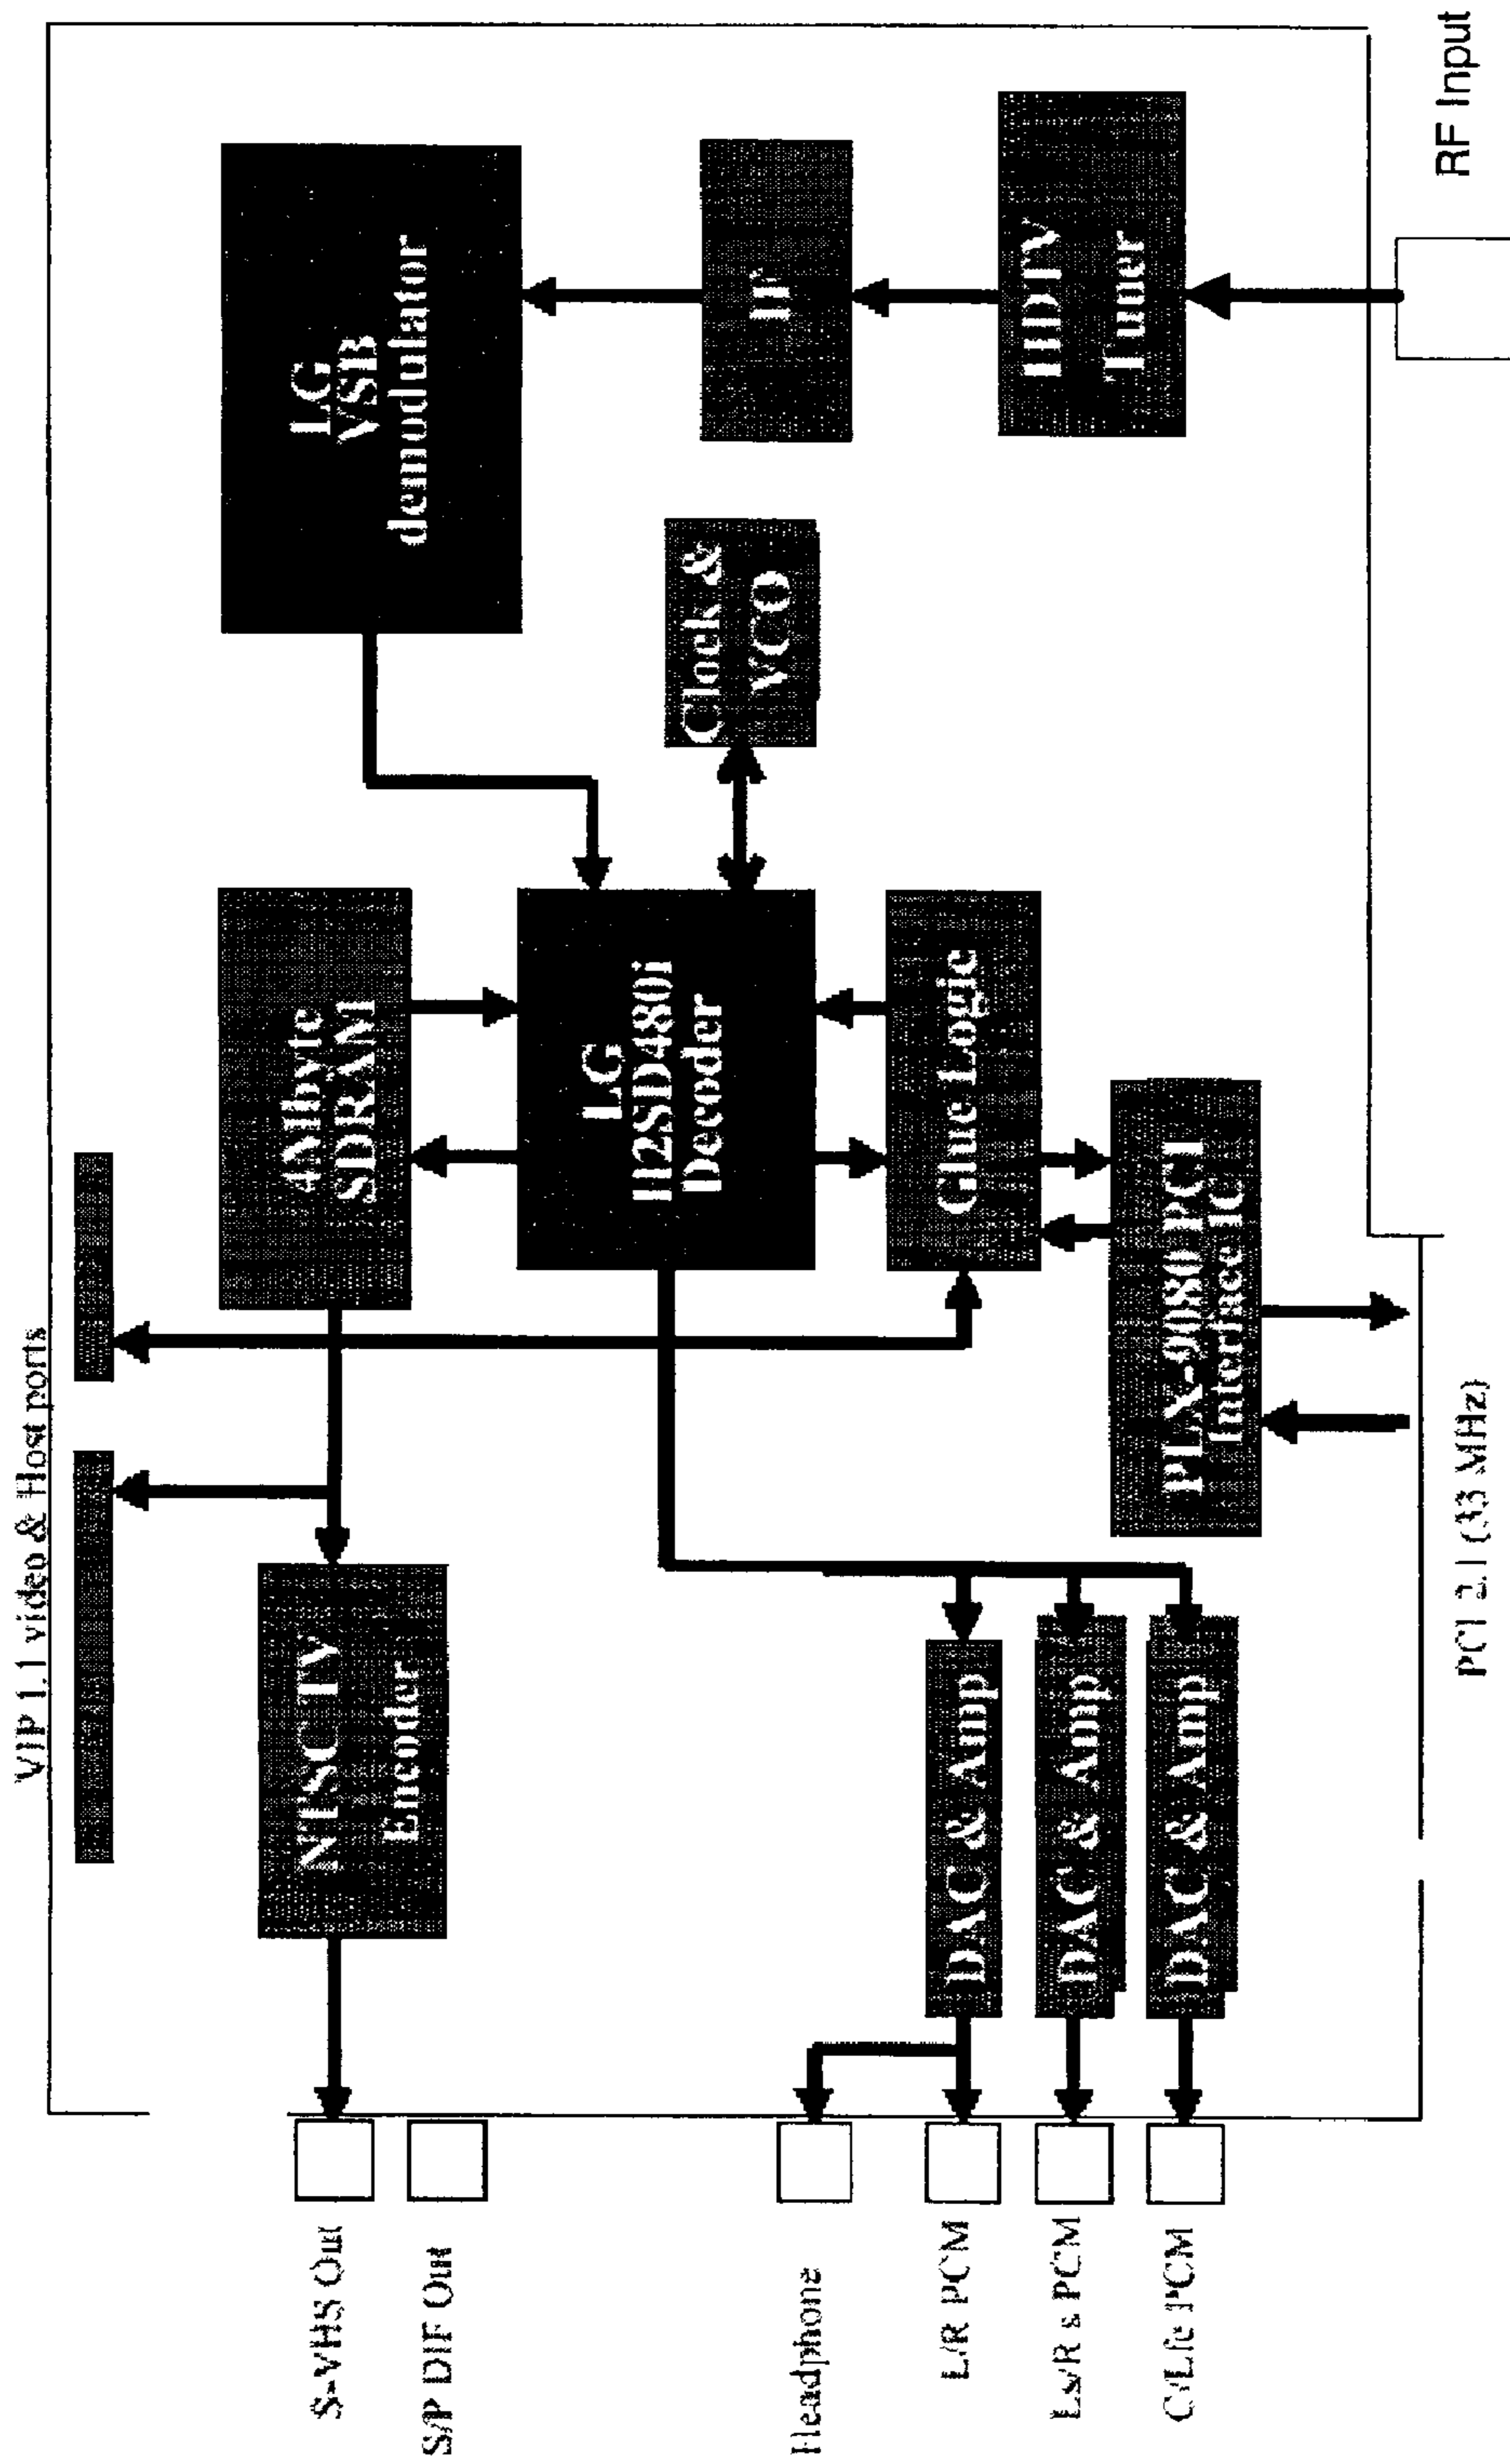 VIP 1.1 video & Host ports
S-VHS Out
S/P DIF Out
Headphone
L/R PCM
Ls/R s PCM
C/Lfe PCM
NTSC TV
Encoder
4Mbyte
SDRAM
LG
VSB
demodulator
LG
H2SD480i
Decoder
Clock &
VCO
IF
Glue Logic
HDTV
Tuner
DAC & Amp
DAC & Amp
DAC & Amp
PLX-9080 PCI
Interface IC
PCI 2.1 (33 MHz)
RF Input